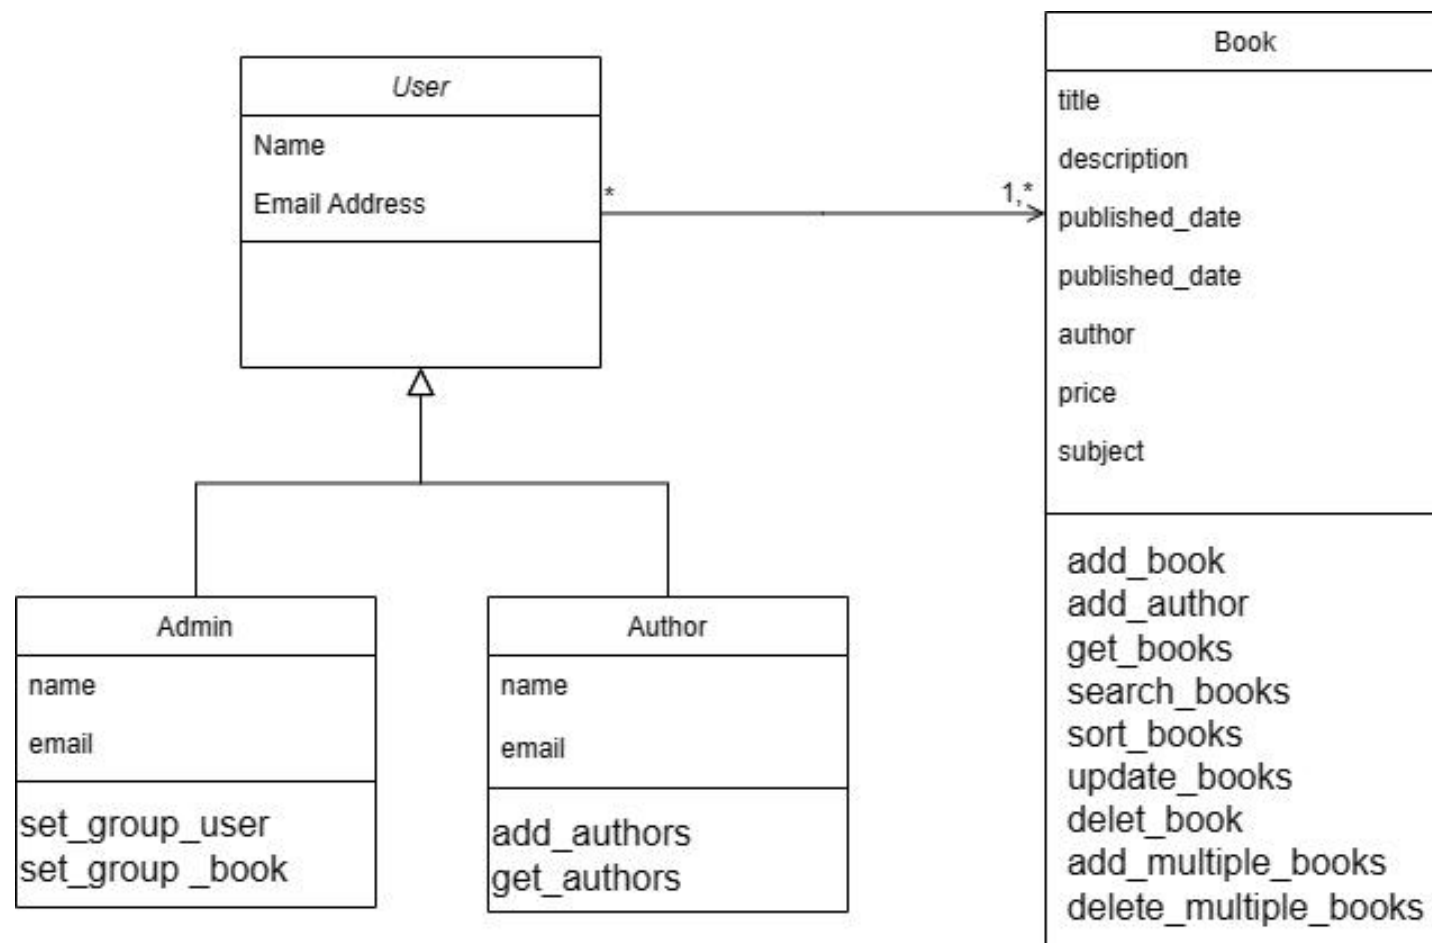 User
Name
Email Address
*
1,*
Book
title
description
published_date
published_date
author
price
subject
add_book
add_author
get_books
search_books
sort_books
update_books
delet_book
add_multiple_books
delete_multiple_books
Admin
name
email
set_group_user
set_group _book
Author
name
email
add_authors
get_authors